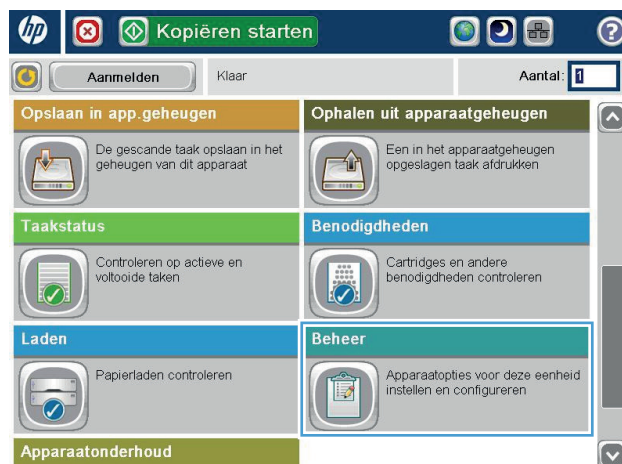 hp
Kopiëren starten
?
Aanmelden
Klaar
Aantal:
1
Opslaan in app.geheugen
De gescande taak opslaan in het
geheugen van dit apparaat
Ophalen uit apparaatgeheugen
Een in het apparaatgeheugen
opgeslagen taak afdrukken
Taakstatus
Controleren op actieve en
voltooide taken
Benodigdheden
Cartridges en andere
benodigdheden controleren
Laden
Papierladen controleren
Beheer
Apparaatopties voor deze eenheid
instellen en configureren
Apparaatonderhoud